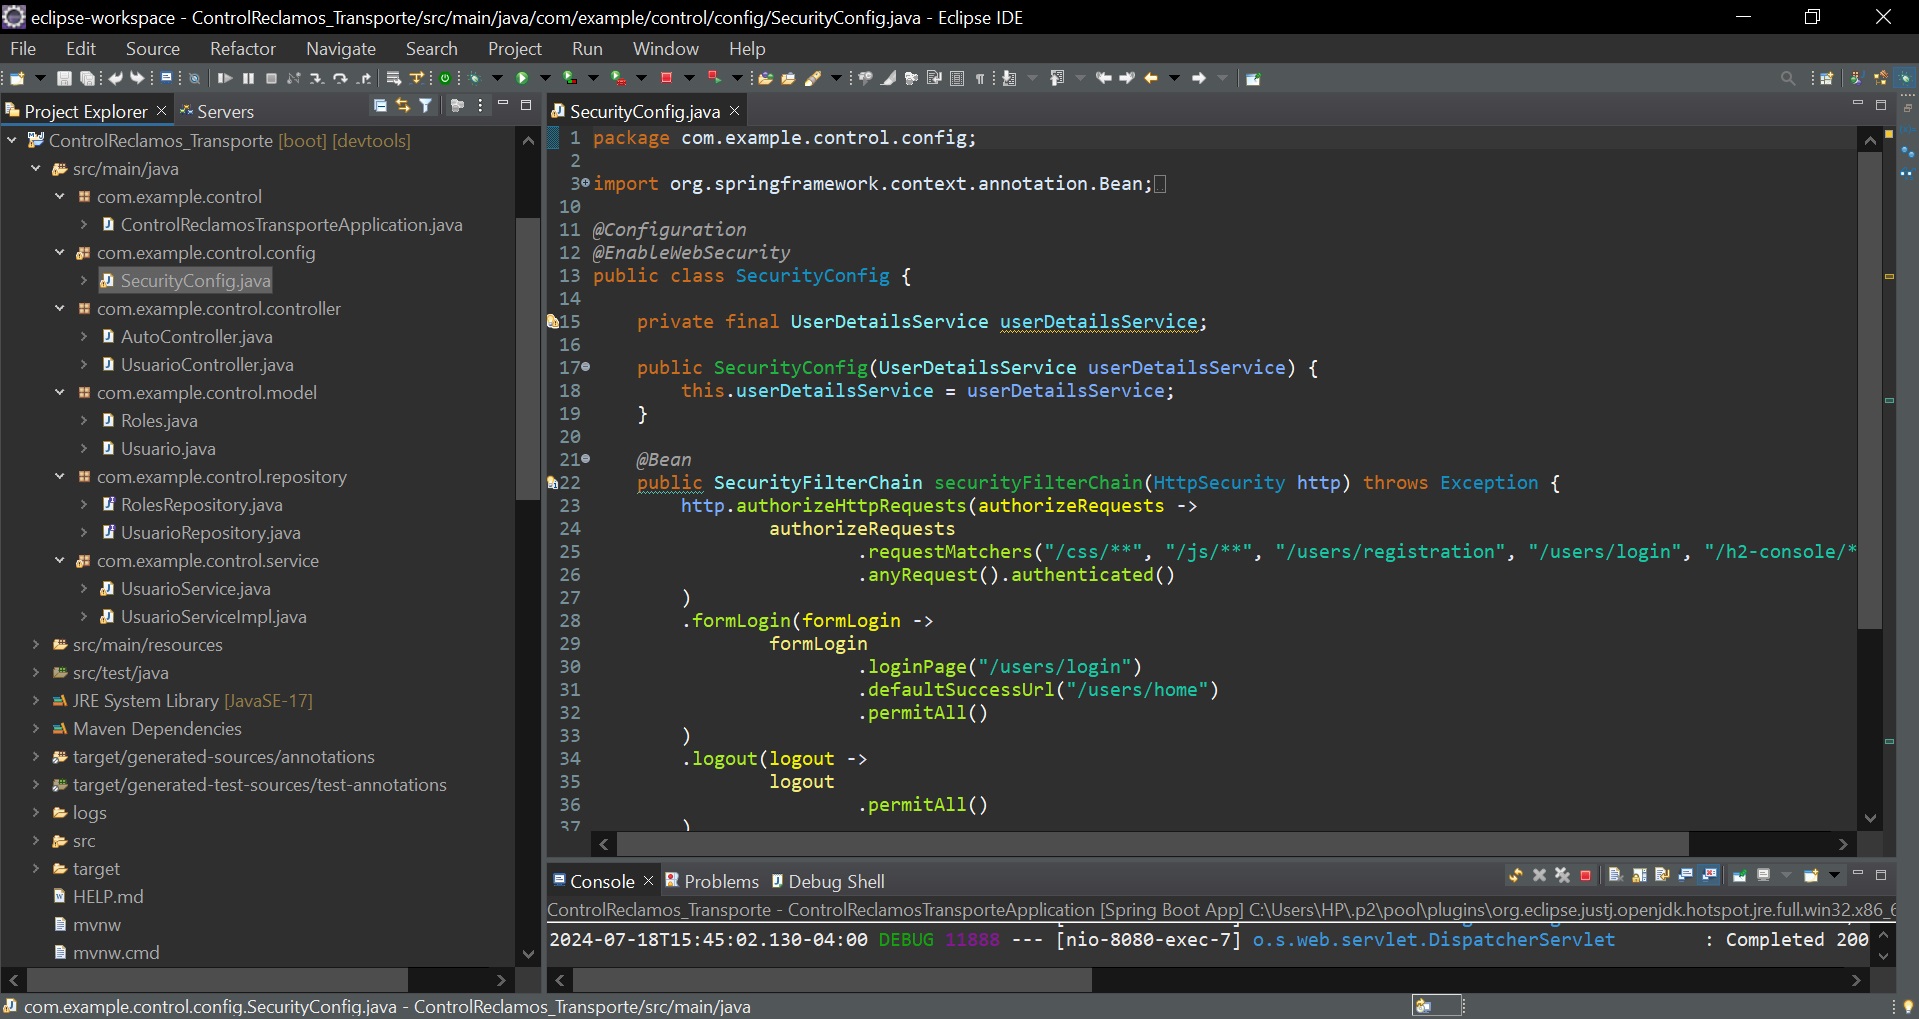 eclipse-workspace - ControlReclamos_Transporte/src/main/java/com/example/control/config/SecurityConfig.java - Eclipse IDE
File Edit Source Refactor Navigate Search Project Run Window Help
Project Explorer Servers
ControlReclamos_Transporte [boot] [devtools]
src/main/java
com.example.control
ControlReclamosTransporteApplication.java
com.example.control.config
SecurityConfig.java
com.example.control.controller
AutoController.java
UsuarioController.java
com.example.control.model
Roles.java
Usuario.java
com.example.control.repository
RolesRepository.java
UsuarioRepository.java
com.example.control.service
UsuarioService.java
UsuarioServiceImpl.java
src/main/resources
src/test/java
JRE System Library [JavaSE-17]
Maven Dependencies
target/generated-sources/annotations
target/generated-test-sources/test-annotations
logs
src
target
HELP.md
mvnw
mvnw.cmd
SecurityConfig.java
1 package com.example.control.config;
2
3 import org.springframework.context.annotation.Bean;
10
11 @Configuration
12 @EnableWebSecurity
13 public class SecurityConfig {
14
15 private final UserDetailsService userDetailsService;
16
17 public SecurityConfig(UserDetailsService userDetailsService) {
18 this.userDetailsService = userDetailsService;
19 }
20
21 @Bean
22 public SecurityFilterChain securityFilterChain(HttpSecurity http) throws Exception {
23 http.authorizeHttpRequests(authorizeRequests ->
24 authorizeRequests
25 .requestMatchers("/css/**", "/js/**", "/users/registration", "/users/login", "/h2-console/*
26 .anyRequest().authenticated()
27 )
28 .formLogin(formLogin ->
29 formLogin
30 .loginPage("/users/login")
31 .defaultSuccessUrl("/users/home")
32 .permitAll()
33 )
34 .logout(logout ->
35 logout
36 .permitAll()
37 )
Console Problems Debug Shell
ControlReclamos_Transporte - ControlReclamosTransporteApplication [Spring Boot App] C:\Users\HP\.p2\pool\plugins\org.eclipse.justj.openjdk.hotspot.jre.full.win32.x86_6
2024-07-18T15:45:02.130-04:00 DEBUG 11888 --- [nio-8080-exec-7] o.s.web.servlet.DispatcherServlet : Completed 200
com.example.control.config.SecurityConfig.java - ControlReclamos_Transporte/src/main/java